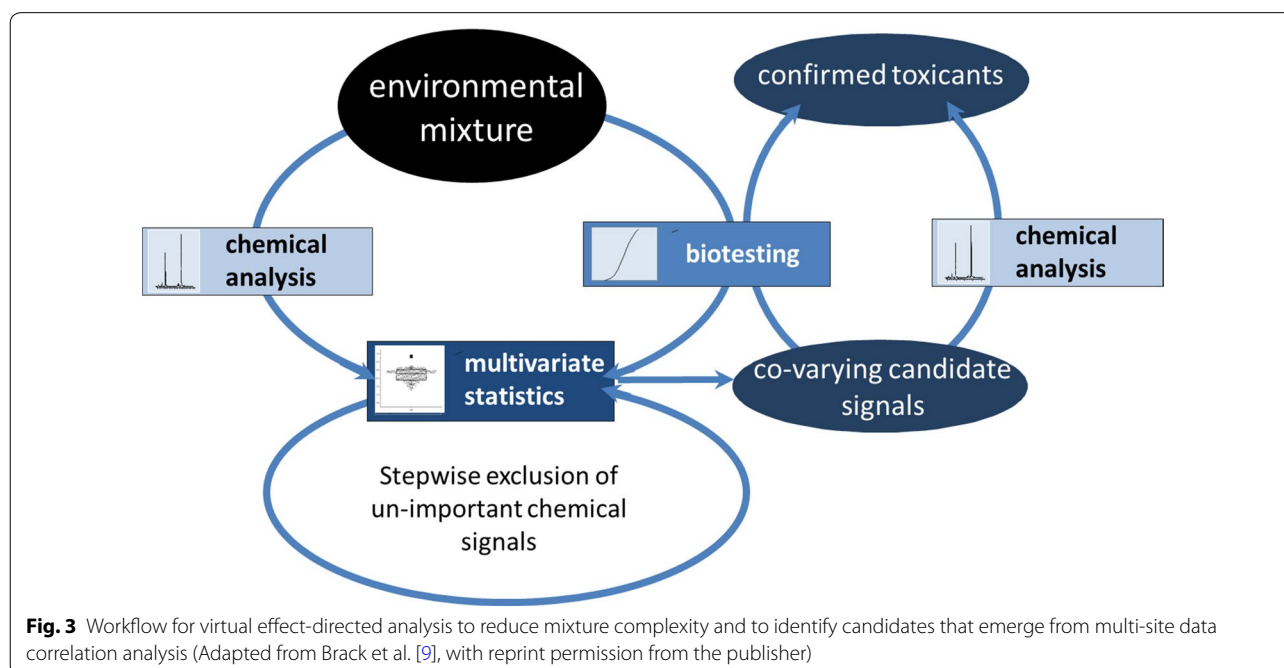 environmental
mixture
confirmed toxicants
chemical
analysis
biotesting
chemical
analysis
multivariate
statistics
co-varying candidate
signals
Stepwise exclusion of
un-important chemical
signals
Fig. 3 Workflow for virtual effect-directed analysis to reduce mixture complexity and to identify candidates that emerge from multi-site data
correlation analysis (Adapted from Brack et al. [9], with reprint permission from the publisher)